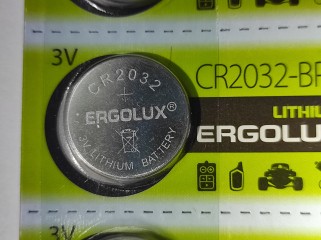 3V
CR2032
+
ERGOLUX®
3V LITHIUM BATTERY
CR2032-BP
LITHIU
ERGOLU
3V